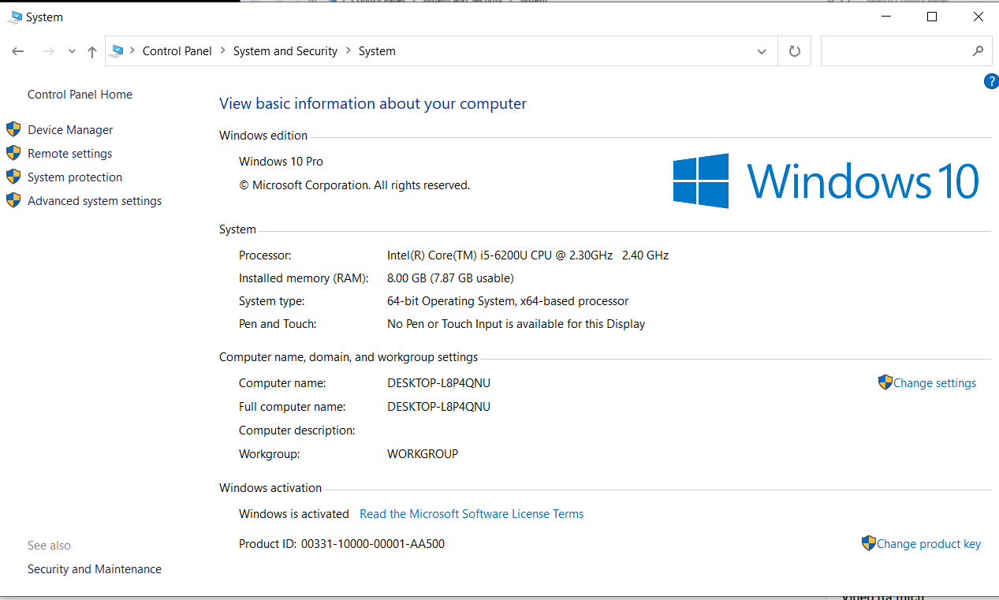 System
Control Panel > System and Security > System
Control Panel Home
Device Manager
Remote settings
System protection
Advanced system settings
?
View basic information about your computer
Windows edition
Windows 10 Pro
© Microsoft Corporation. All rights reserved.
Windows 10
System
Processor: Intel(R) Core(TM) i5-6200U CPU @ 2.30GHz 2.40 GHz
Installed memory (RAM): 8.00 GB (7.87 GB usable)
System type: 64-bit Operating System, x64-based processor
Pen and Touch: No Pen or Touch Input is available for this Display
Computer name, domain, and workgroup settings
Computer name: DESKTOP-L8P4QNU
Change settings
Full computer name: DESKTOP-L8P4QNU
Computer description:
Workgroup: WORKGROUP
Windows activation
Windows is activated Read the Microsoft Software License Terms
Product ID: 00331-10000-00001-AA500
Change product key
See also
Security and Maintenance